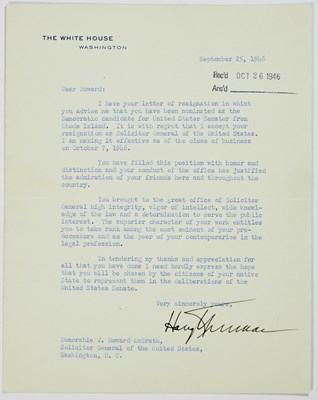 THE WHITE HOUSE
WASHINGTON
September 25, 1946
Rec'd OCT 26 1946
Ans'd
Dear Howard:
I have your letter of resignation in which
you advise me that you have been nominated as the
Democratic candidate for United States Senator from
Rhode Island. It is with regret that I accept your
resignation as Solicitor General of the United States.
I am making it effective as of the close of business
on October 7, 1946.
You have filled this position with honor and
distinction and your conduct of the office has justified
the admiration of your friends here and throughout the
country.
You brought to the great office of Solicitor
General high integrity, vigor of intellect, wide know-
ledge of the law and a determination to serve the public
interest. The superior character of your work entitles
you to take rank among the most eminent of your pre-
decessors and as the peer of your contemporaries in the
legal profession.
In tendering my thanks and appreciation for
all that you have done I need hardly express the hope
that you will be chosen by the citizens of your native
State to represent them in the deliberations of the
United States Senate.
Very sincerely yours,
Harry Truman
Honorable J. Howard McGrath,
Solicitor General of the United States,
Washington, D. C.